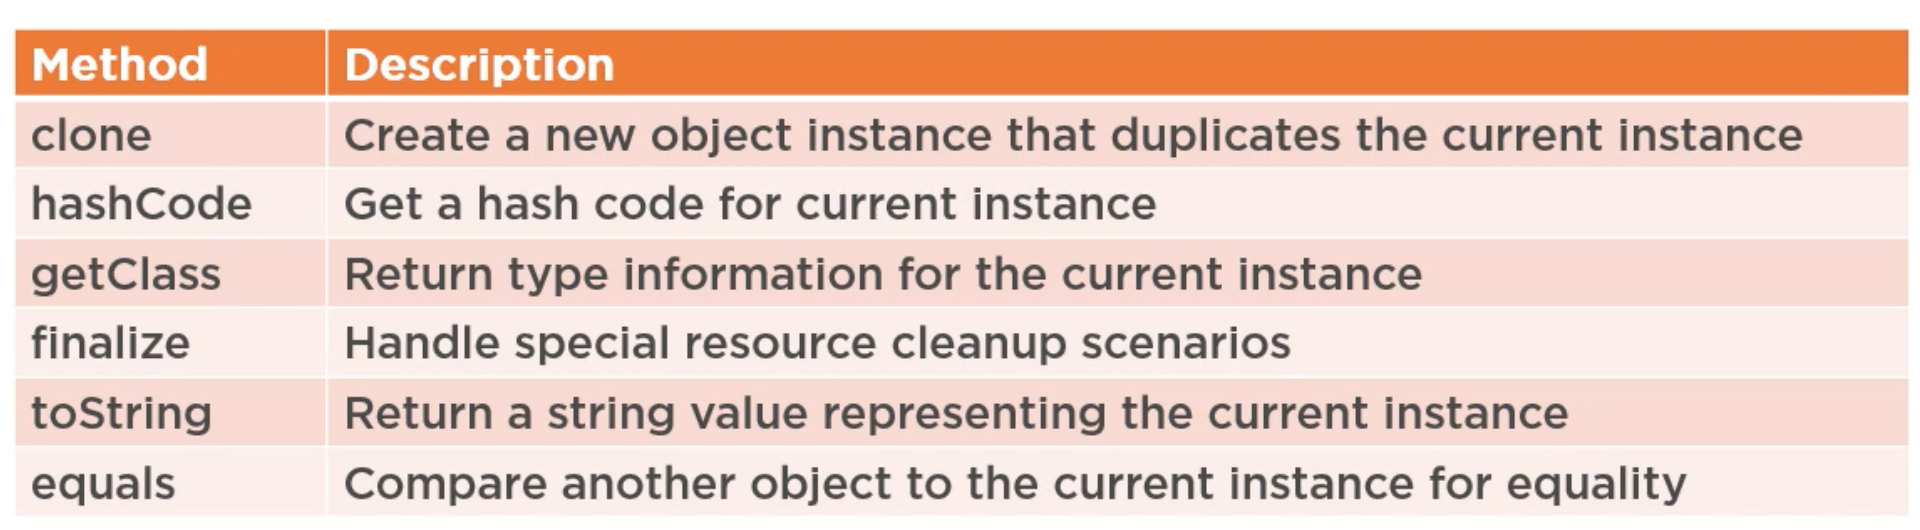 Method Description
clone Create a new object instance that duplicates the current instance
hashCode Get a hash code for current instance
getClass Return type information for the current instance
finalize Handle special resource cleanup scenarios
toString Return a string value representing the current instance
equals Compare another object to the current instance for equality